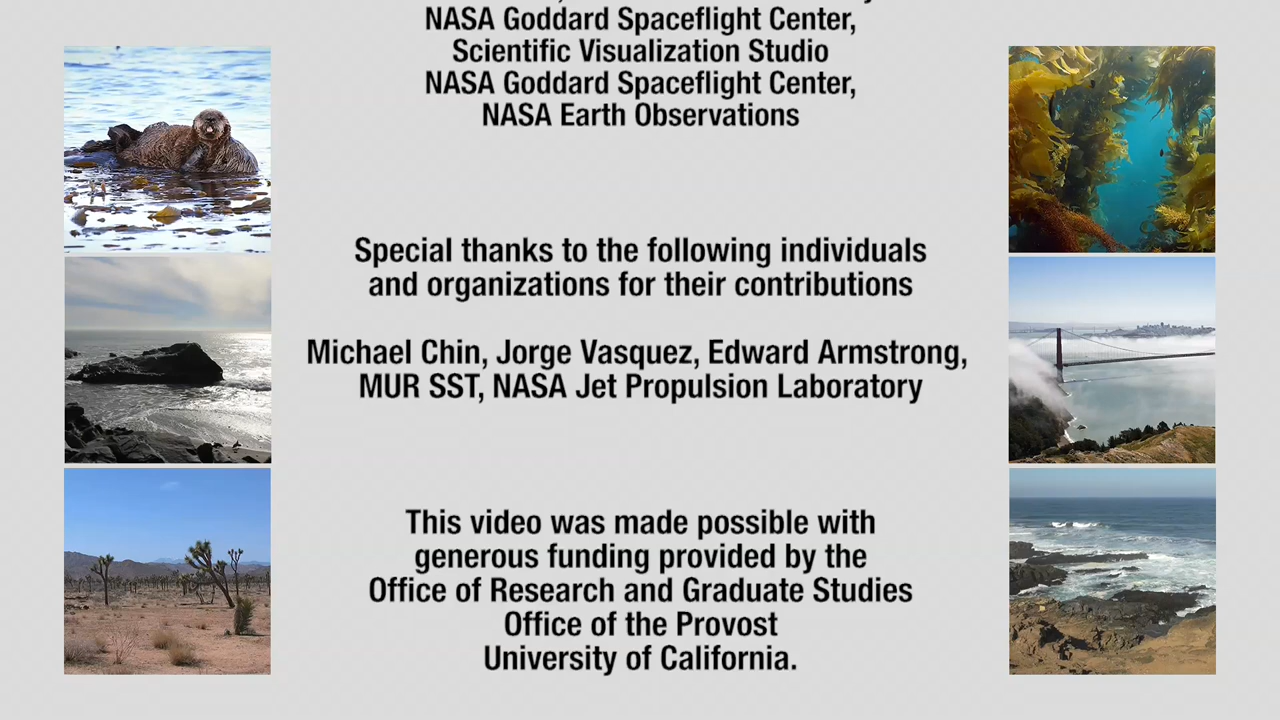 NASA Goddard Spaceflight Center,
Scientific Visualization Studio
NASA Goddard Spaceflight Center,
NASA Earth Observations
Special thanks to the following individuals
and organizations for their contributions
Michael Chin, Jorge Vasquez, Edward Armstrong,
MUR SST, NASA Jet Propulsion Laboratory
This video was made possible with
generous funding provided by the
Office of Research and Graduate Studies
Office of the Provost
University of California.